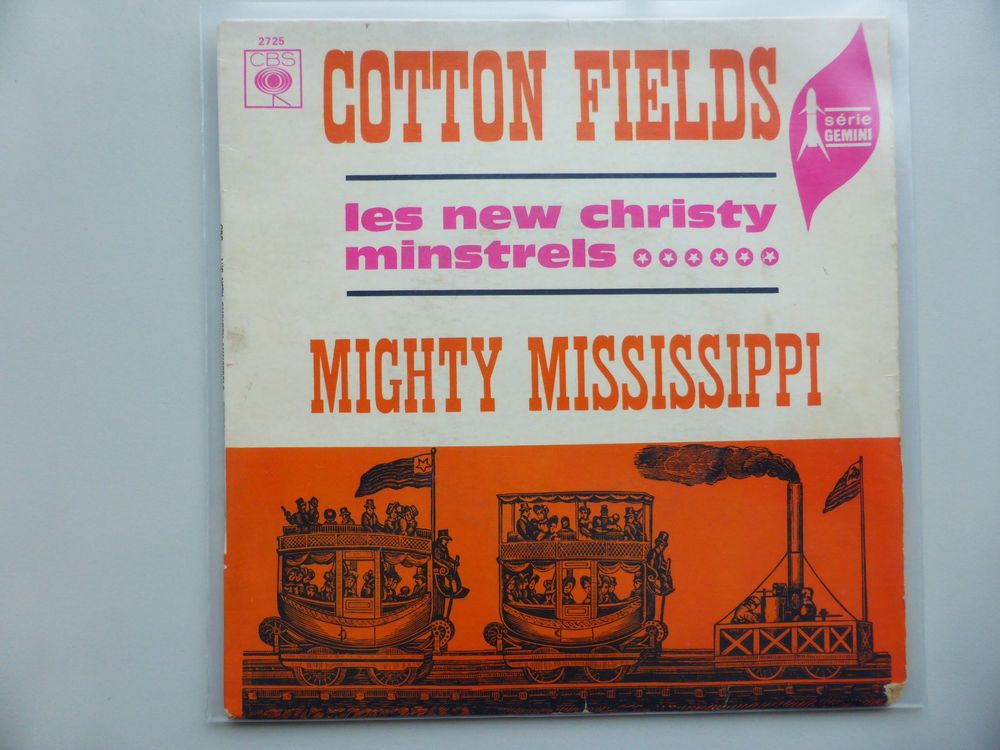 2725
CBS
COTTON FIELDS
série
GEMINI
les new christy
minstrels
MIGHTY MISSISSIPPI